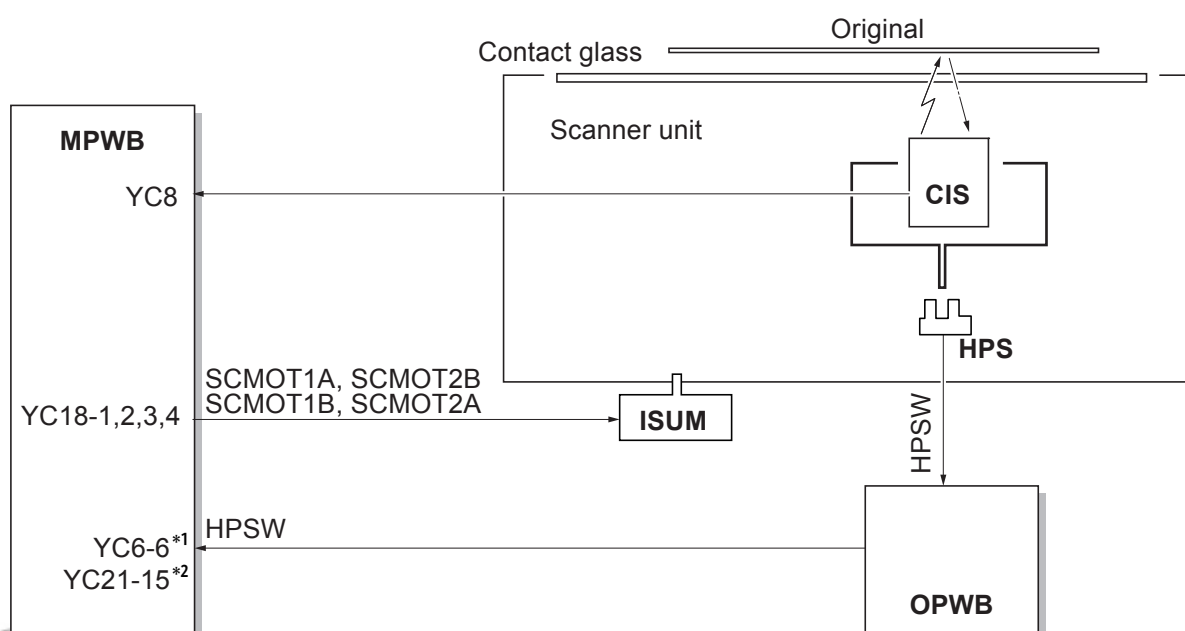 Original
Contact glass
MPWB
Scanner unit
YC8
CIS
HPS
SCMOT1A, SCMOT2B
SCMOT1B, SCMOT2A
YC18-1,2,3,4
ISUM
HPSW
HPSW
YC6-6*1
YC21-15*2
OPWB